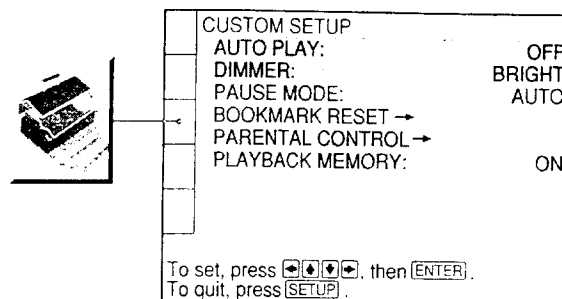 CUSTOM SETUP
AUTO PLAY: OFF
DIMMER: BRIGHT
PAUSE MODE: AUTO
BOOKMARK RESET →
PARENTAL CONTROL →
PLAYBACK MEMORY: ON
To set, press ←↑↓→, then ENTER.
To quit, press SETUP.